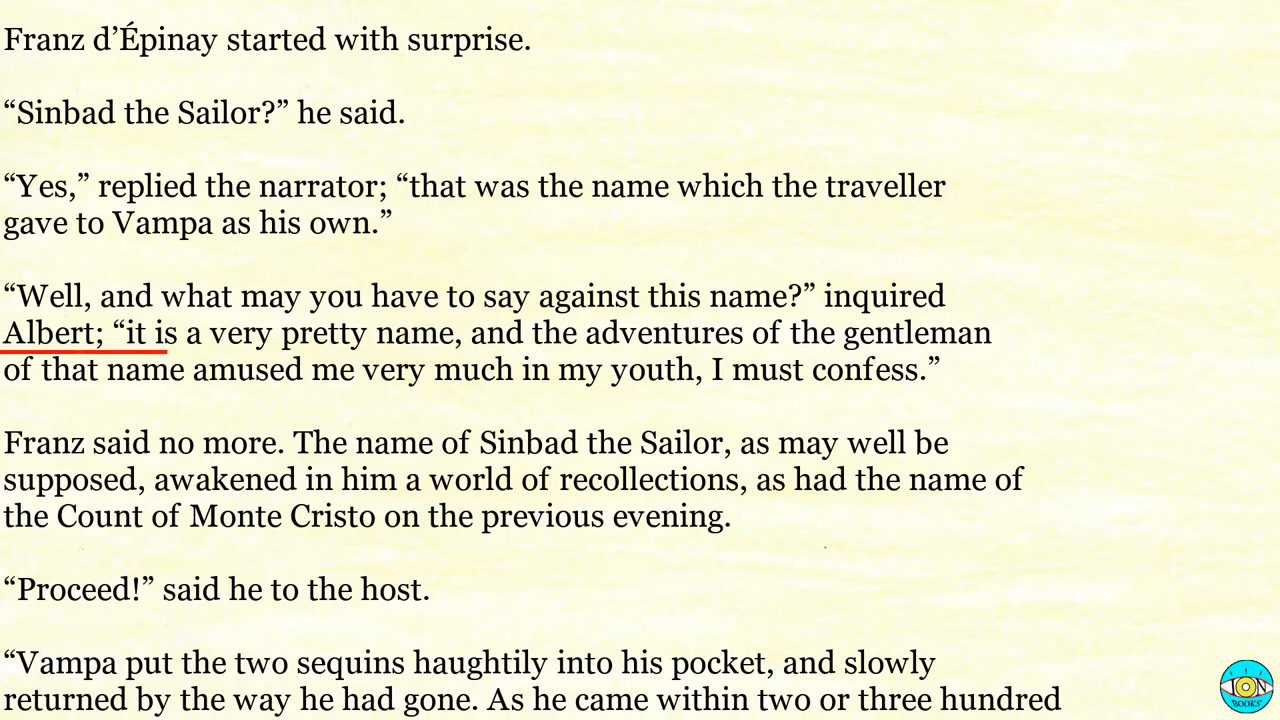 Franz d’Épinay started with surprise.
“Sinbad the Sailor?” he said.
“Yes,” replied the narrator; “that was the name which the traveller
gave to Vampa as his own.”
“Well, and what may you have to say against this name?” inquired
Albert; “it is a very pretty name, and the adventures of the gentleman
of that name amused me very much in my youth, I must confess.”
Franz said no more. The name of Sinbad the Sailor, as may well be
supposed, awakened in him a world of recollections, as had the name of
the Count of Monte Cristo on the previous evening.
“Proceed!” said he to the host.
“Vampa put the two sequins haughtily into his pocket, and slowly
returned by the way he had gone. As he came within two or three hundred
ION
BOOKS